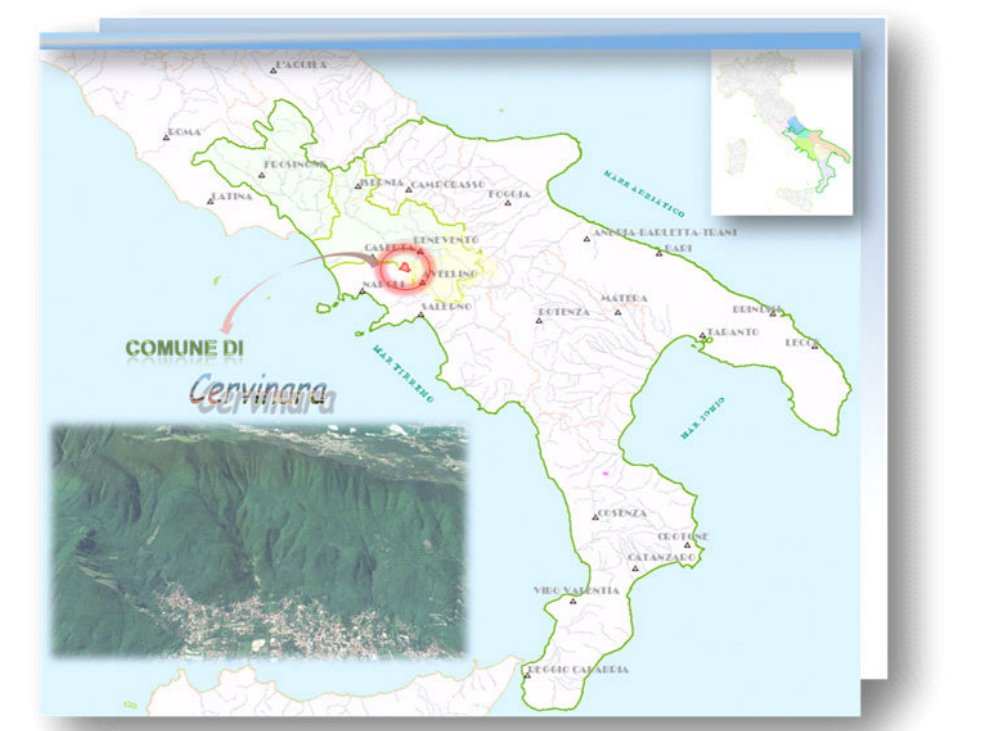 L'AQUILA
ROMA
FROSINONE
LATINA
ISERNIA
CAMPOBASSO
FOGGIA
MARE ADRIATICO
ANDRIA-BARLETTA-TRANI
BARI
BENEVENTO
CASERTA
AVELLINO
NAPOLI
SALERNO
POTENZA
MATERA
BRINDISI
TARANTO
LECCE
COMUNE DI
Cervinara
MAR TIRRENO
MAR IONIO
COSENZA
CROTONE
CATANZARO
VIBO VALENTIA
REGGIO CALABRIA